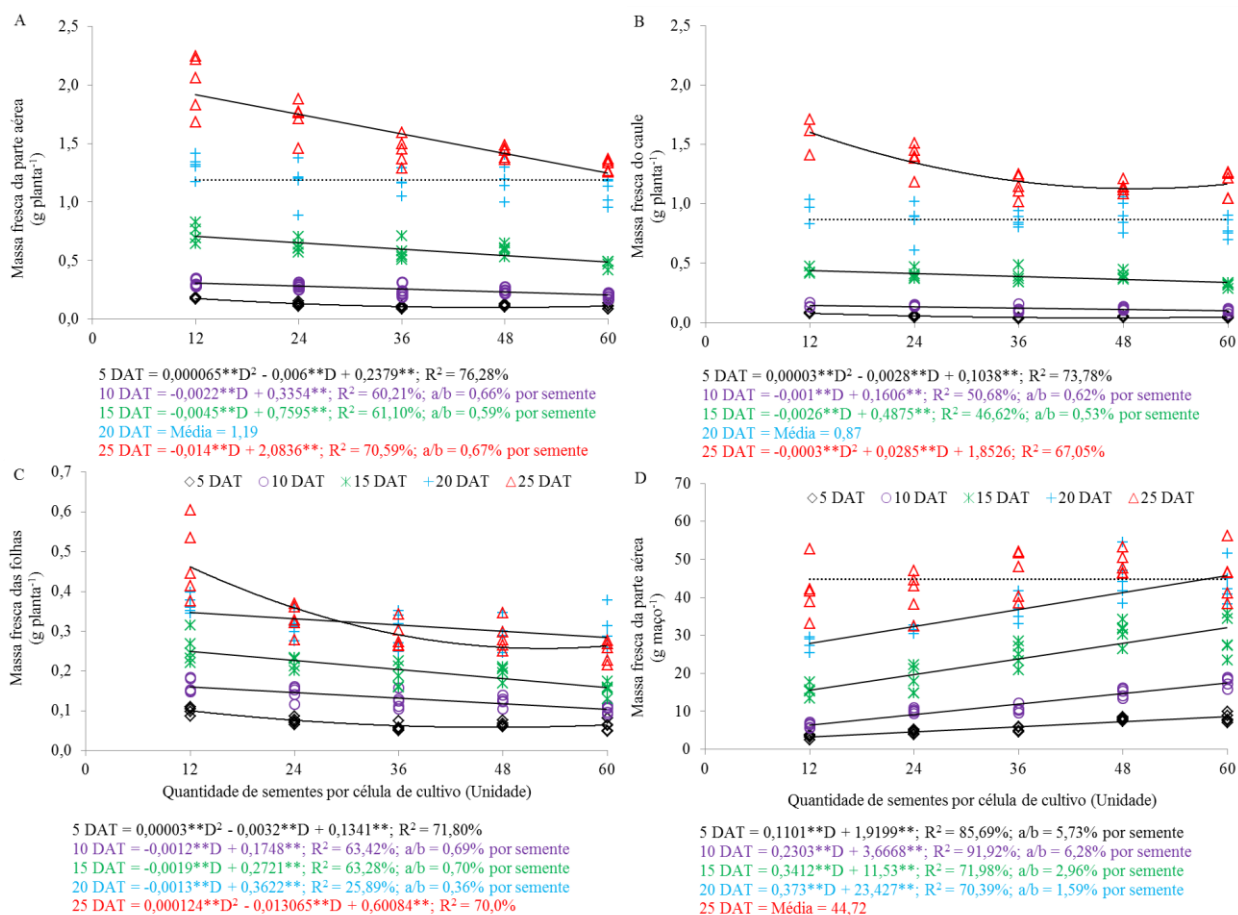 A
Massa fresca da parte aérea
(g planta⁻¹)
2,5
2,0
1,5
1,0
0,5
0,0
0 12 24 36 48 60
5 DAT = 0,000065**D² - 0,006**D + 0,2379**; R² = 76,28%
10 DAT = -0,0022**D + 0,3354**; R² = 60,21%; a/b = 0,66% por semente
15 DAT = -0,0045**D + 0,7595**; R² = 61,10%; a/b = 0,59% por semente
20 DAT = Média = 1,19
25 DAT = -0,014**D + 2,0836**; R² = 70,59%; a/b = 0,67% por semente
B
Massa fresca do caule
(g planta⁻¹)
2,5
2,0
1,5
1,0
0,5
0,0
0 12 24 36 48 60
5 DAT = 0,00003**D² - 0,0028**D + 0,1038**; R² = 73,78%
10 DAT = -0,001**D + 0,1606**; R² = 50,68%; a/b = 0,62% por semente
15 DAT = -0,0026**D + 0,4875**; R² = 46,62%; a/b = 0,53% por semente
20 DAT = Média = 0,87
25 DAT = -0,0003**D² + 0,0285**D + 1,8526; R² = 67,05%
C
5 DAT 10 DAT 15 DAT 20 DAT 25 DAT
Massa fresca das folhas
(g planta⁻¹)
0,7
0,6
0,5
0,4
0,3
0,2
0,1
0,0
0 12 24 36 48 60
Quantidade de sementes por célula de cultivo (Unidade)
5 DAT = 0,00003**D² - 0,0032**D + 0,1341**; R² = 71,80%
10 DAT = -0,0012**D + 0,1748**; R² = 63,42%; a/b = 0,69% por semente
15 DAT = -0,0019**D + 0,2721**; R² = 63,28%; a/b = 0,70% por semente
20 DAT = -0,0013**D + 0,3622**; R² = 25,89%; a/b = 0,36% por semente
25 DAT = 0,000124**D² - 0,013065**D + 0,60084**; R² = 70,0%
D
5 DAT 10 DAT 15 DAT 20 DAT 25 DAT
Massa fresca da parte aérea
(g maço⁻¹)
70
60
50
40
30
20
10
0
0 12 24 36 48 60
Quantidade de sementes por célula de cultivo (Unidade)
5 DAT = 0,1101**D + 1,9199**; R² = 85,69%; a/b = 5,73% por semente
10 DAT = 0,2303**D + 3,6668**; R² = 91,92%; a/b = 6,28% por semente
15 DAT = 0,3412**D + 11,53**; R² = 71,98%; a/b = 2,96% por semente
20 DAT = 0,373**D + 23,427**; R² = 70,39%; a/b = 1,59% por semente
25 DAT = Média = 44,72